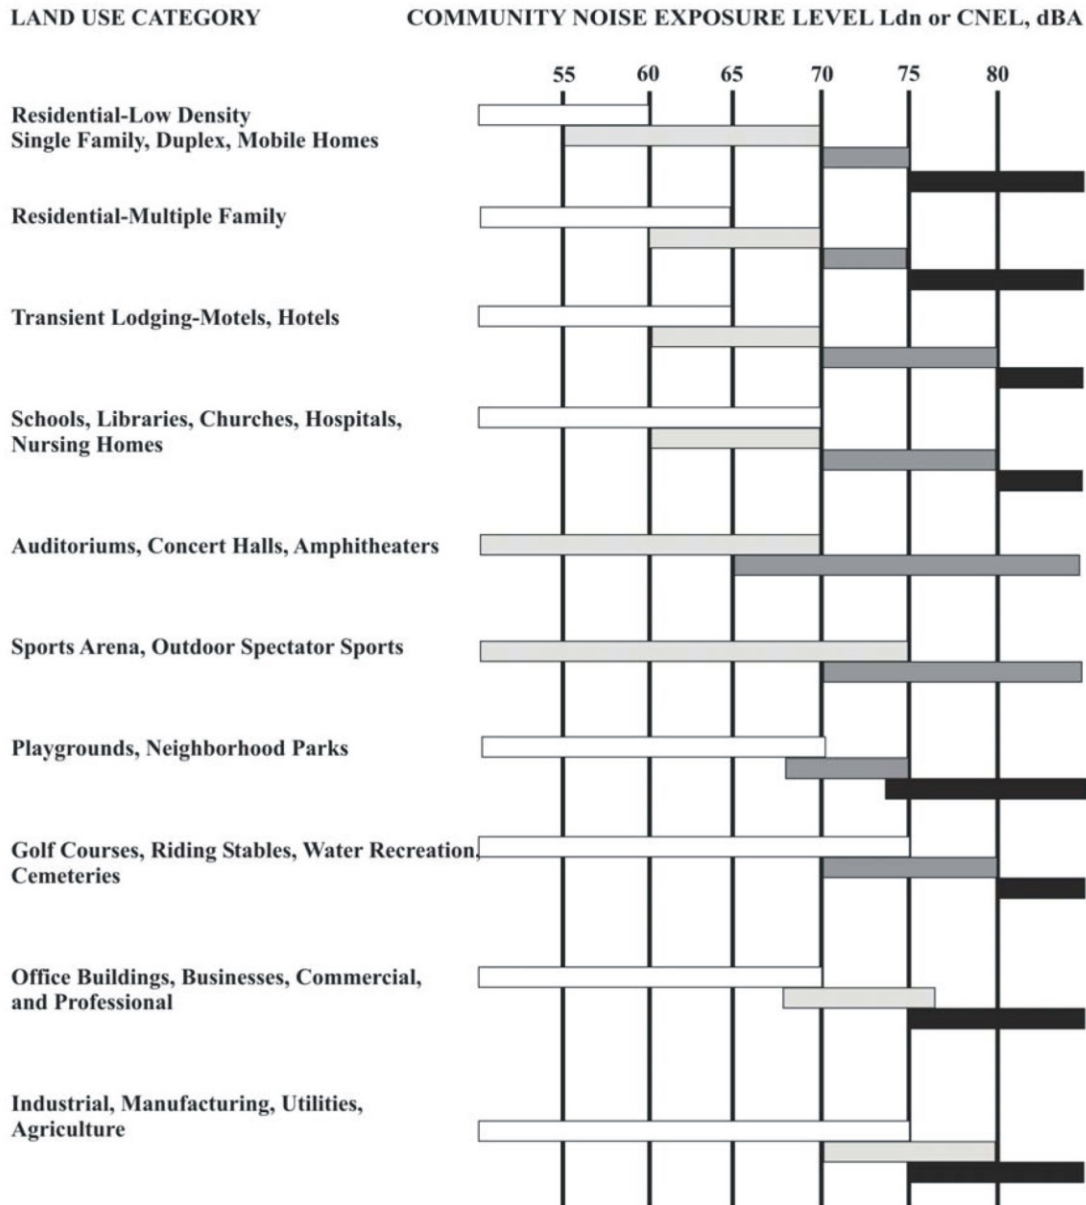 LAND USE CATEGORY COMMUNITY NOISE EXPOSURE LEVEL Ldn or CNEL, dBA
55 60 65 70 75 80
Residential-Low Density
Single Family, Duplex, Mobile Homes
Residential-Multiple Family
Transient Lodging-Motels, Hotels
Schools, Libraries, Churches, Hospitals,
Nursing Homes
Auditoriums, Concert Halls, Amphitheaters
Sports Arena, Outdoor Spectator Sports
Playgrounds, Neighborhood Parks
Golf Courses, Riding Stables, Water Recreation,
Cemeteries
Office Buildings, Businesses, Commercial,
and Professional
Industrial, Manufacturing, Utilities,
Agriculture